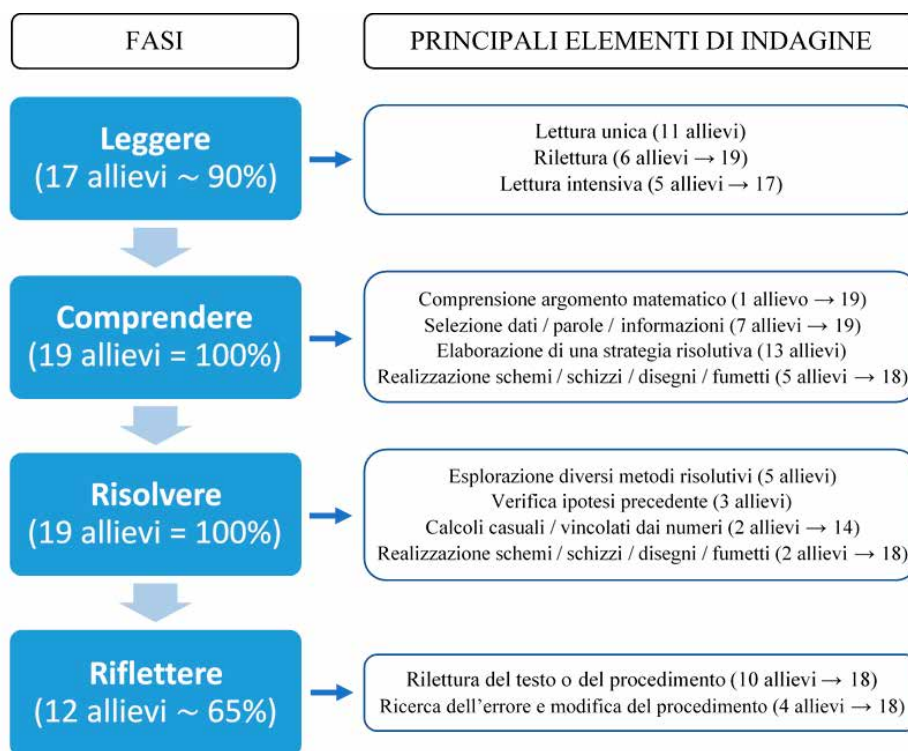 FASI
PRINCIPALI ELEMENTI DI INDAGINE
Leggere
(17 allievi ~ 90%)
Lettura unica (11 allievi)
Rilettura (6 allievi → 19)
Lettura intensiva (5 allievi → 17)
Comprendere
(19 allievi = 100%)
Comprensione argomento matematico (1 allievo → 19)
Selezione dati / parole / informazioni (7 allievi → 19)
Elaborazione di una strategia risolutiva (13 allievi)
Realizzazione schemi / schizzi / disegni / fumetti (5 allievi → 18)
Risolvere
(19 allievi = 100%)
Esplorazione diversi metodi risolutivi (5 allievi)
Verifica ipotesi precedente (3 allievi)
Calcoli casuali / vincolati dai numeri (2 allievi → 14)
Realizzazione schemi / schizzi / disegni / fumetti (2 allievi → 18)
Riflettere
(12 allievi ~ 65%)
Rilettura del testo o del procedimento (10 allievi → 18)
Ricerca dell'errore e modifica del procedimento (4 allievi → 18)